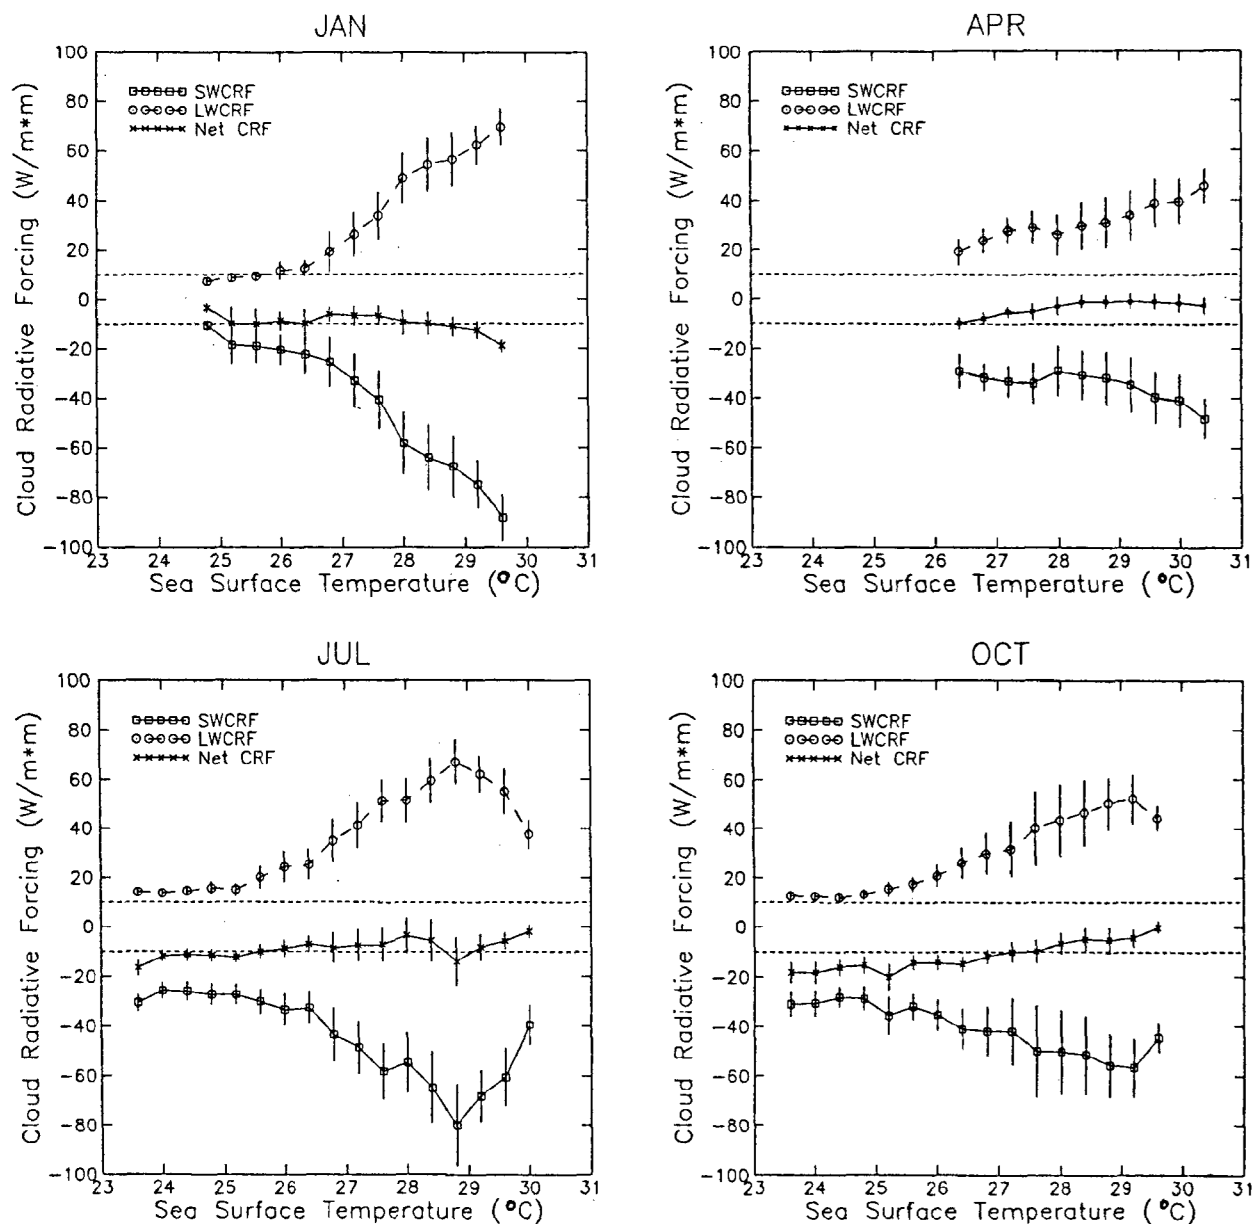 JAN
100
80
60
40
20
0
-20
-40
-60
-80
-100
Cloud Radiative Forcing (W/m*m)
SWCRF
LWCRF
Net CRF
23 24 25 26 27 28 29 30 31
Sea Surface Temperature (°C)
APR
100
80
60
40
20
0
-20
-40
-60
-80
-100
Cloud Radiative Forcing (W/m*m)
SWCRF
LWCRF
Net CRF
23 24 25 26 27 28 29 30 31
Sea Surface Temperature (°C)
JUL
100
80
60
40
20
0
-20
-40
-60
-80
-100
Cloud Radiative Forcing (W/m*m)
SWCRF
LWCRF
Net CRF
23 24 25 26 27 28 29 30 31
Sea Surface Temperature (°C)
OCT
100
80
60
40
20
0
-20
-40
-60
-80
-100
Cloud Radiative Forcing (W/m*m)
SWCRF
LWCRF
Net CRF
23 24 25 26 27 28 29 30 31
Sea Surface Temperature (°C)